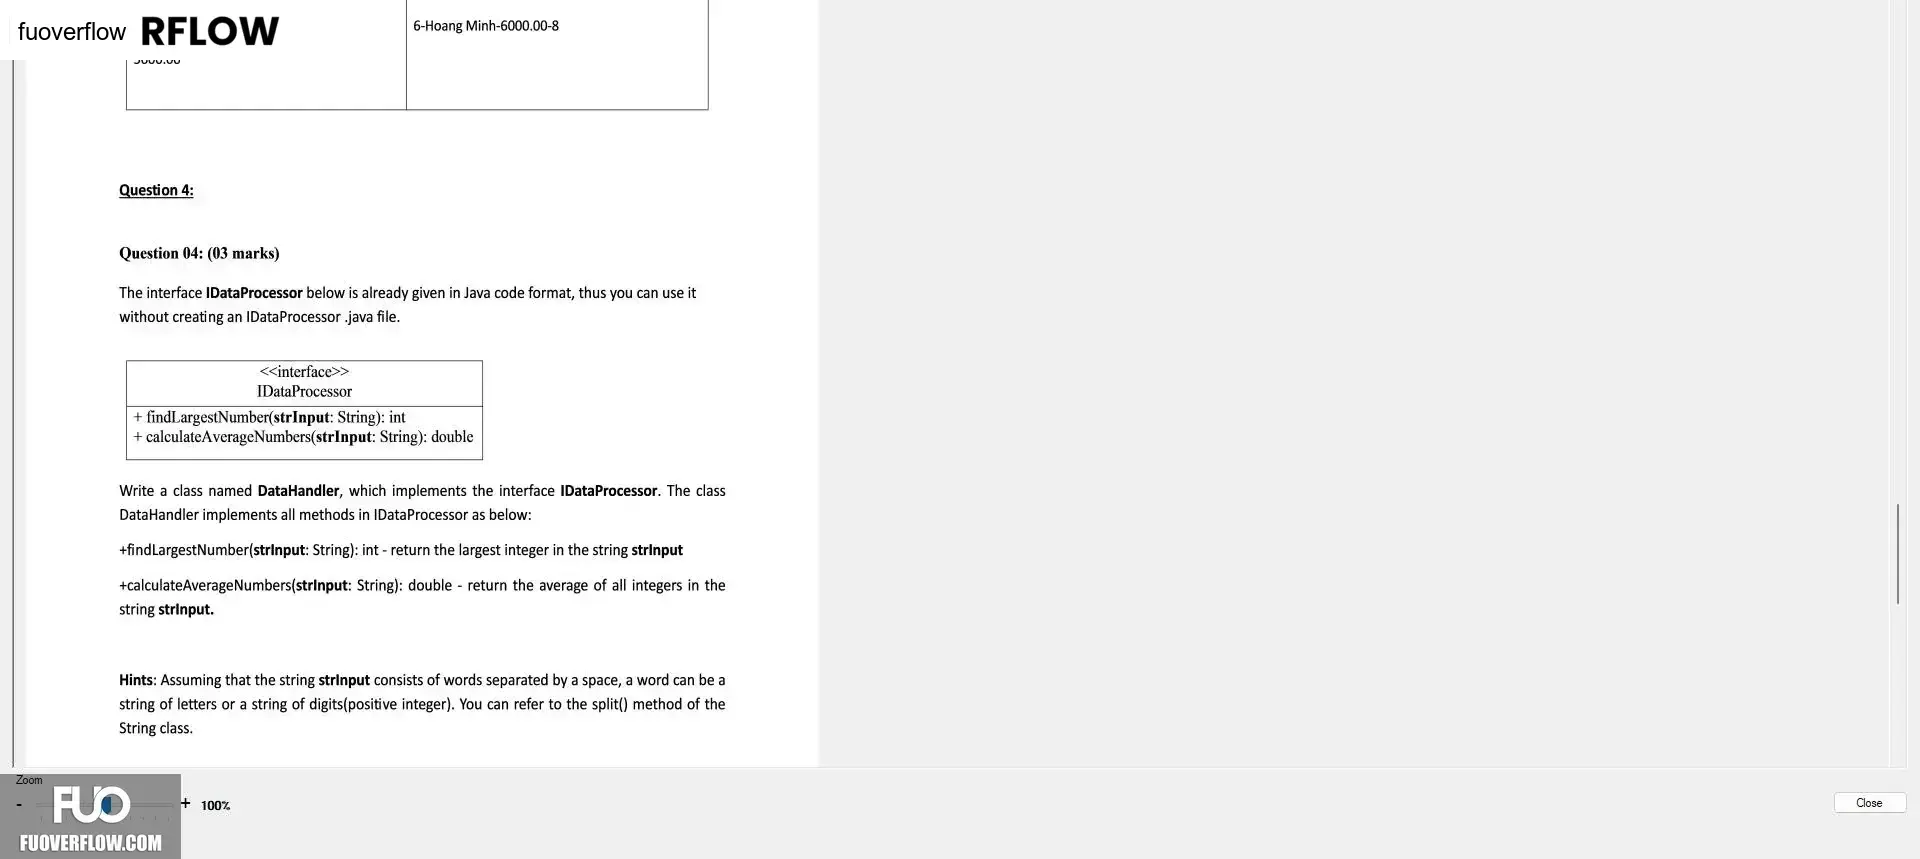 fuoverflow RFLOW
6-Hoang Minh-6000.00-8
Question 4:
Question 04: (03 marks)
The interface IDataProcessor below is already given in Java code format, thus you can use it
without creating an IDataProcessor .java file.
<<interface>>
IDataProcessor
+ findLargestNumber(strInput: String): int
+ calculateAverageNumbers(strInput: String): double
Write a class named DataHandler, which implements the interface IDataProcessor. The class
DataHandler implements all methods in IDataProcessor as below:
+findLargestNumber(strInput: String): int - return the largest integer in the string strInput
+calculateAverageNumbers(strInput: String): double - return the average of all integers in the
string strInput.
Hints: Assuming that the string strInput consists of words separated by a space, a word can be a
string of letters or a string of digits(positive integer). You can refer to the split() method of the
String class.
Zoom
- + 100%
Close
FUO
FUOVERFLOW.COM